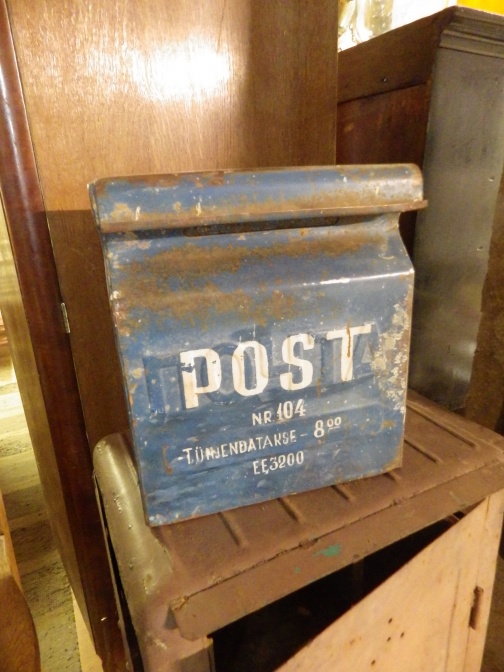 POST
NR 104
TÜHJENDATAKSE - 8⁰⁰
EE3200